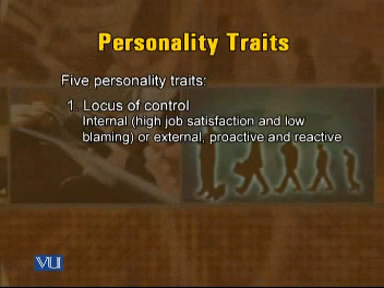 Personality Traits
Five personality traits:
1. Locus of control
Internal (high job satisfaction and low
blaming) or external, proactive and reactive
VU